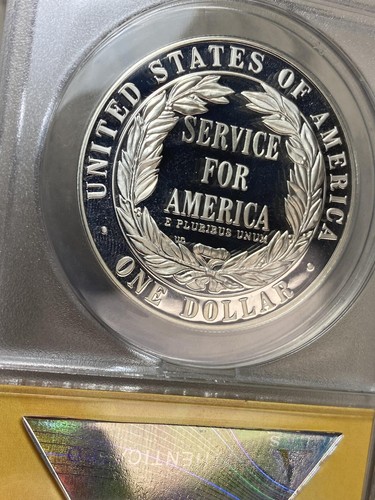 UNITED STATES OF AMERICA
SERVICE
FOR
AMERICA
E PLURIBUS UNUM
ONE DOLLAR